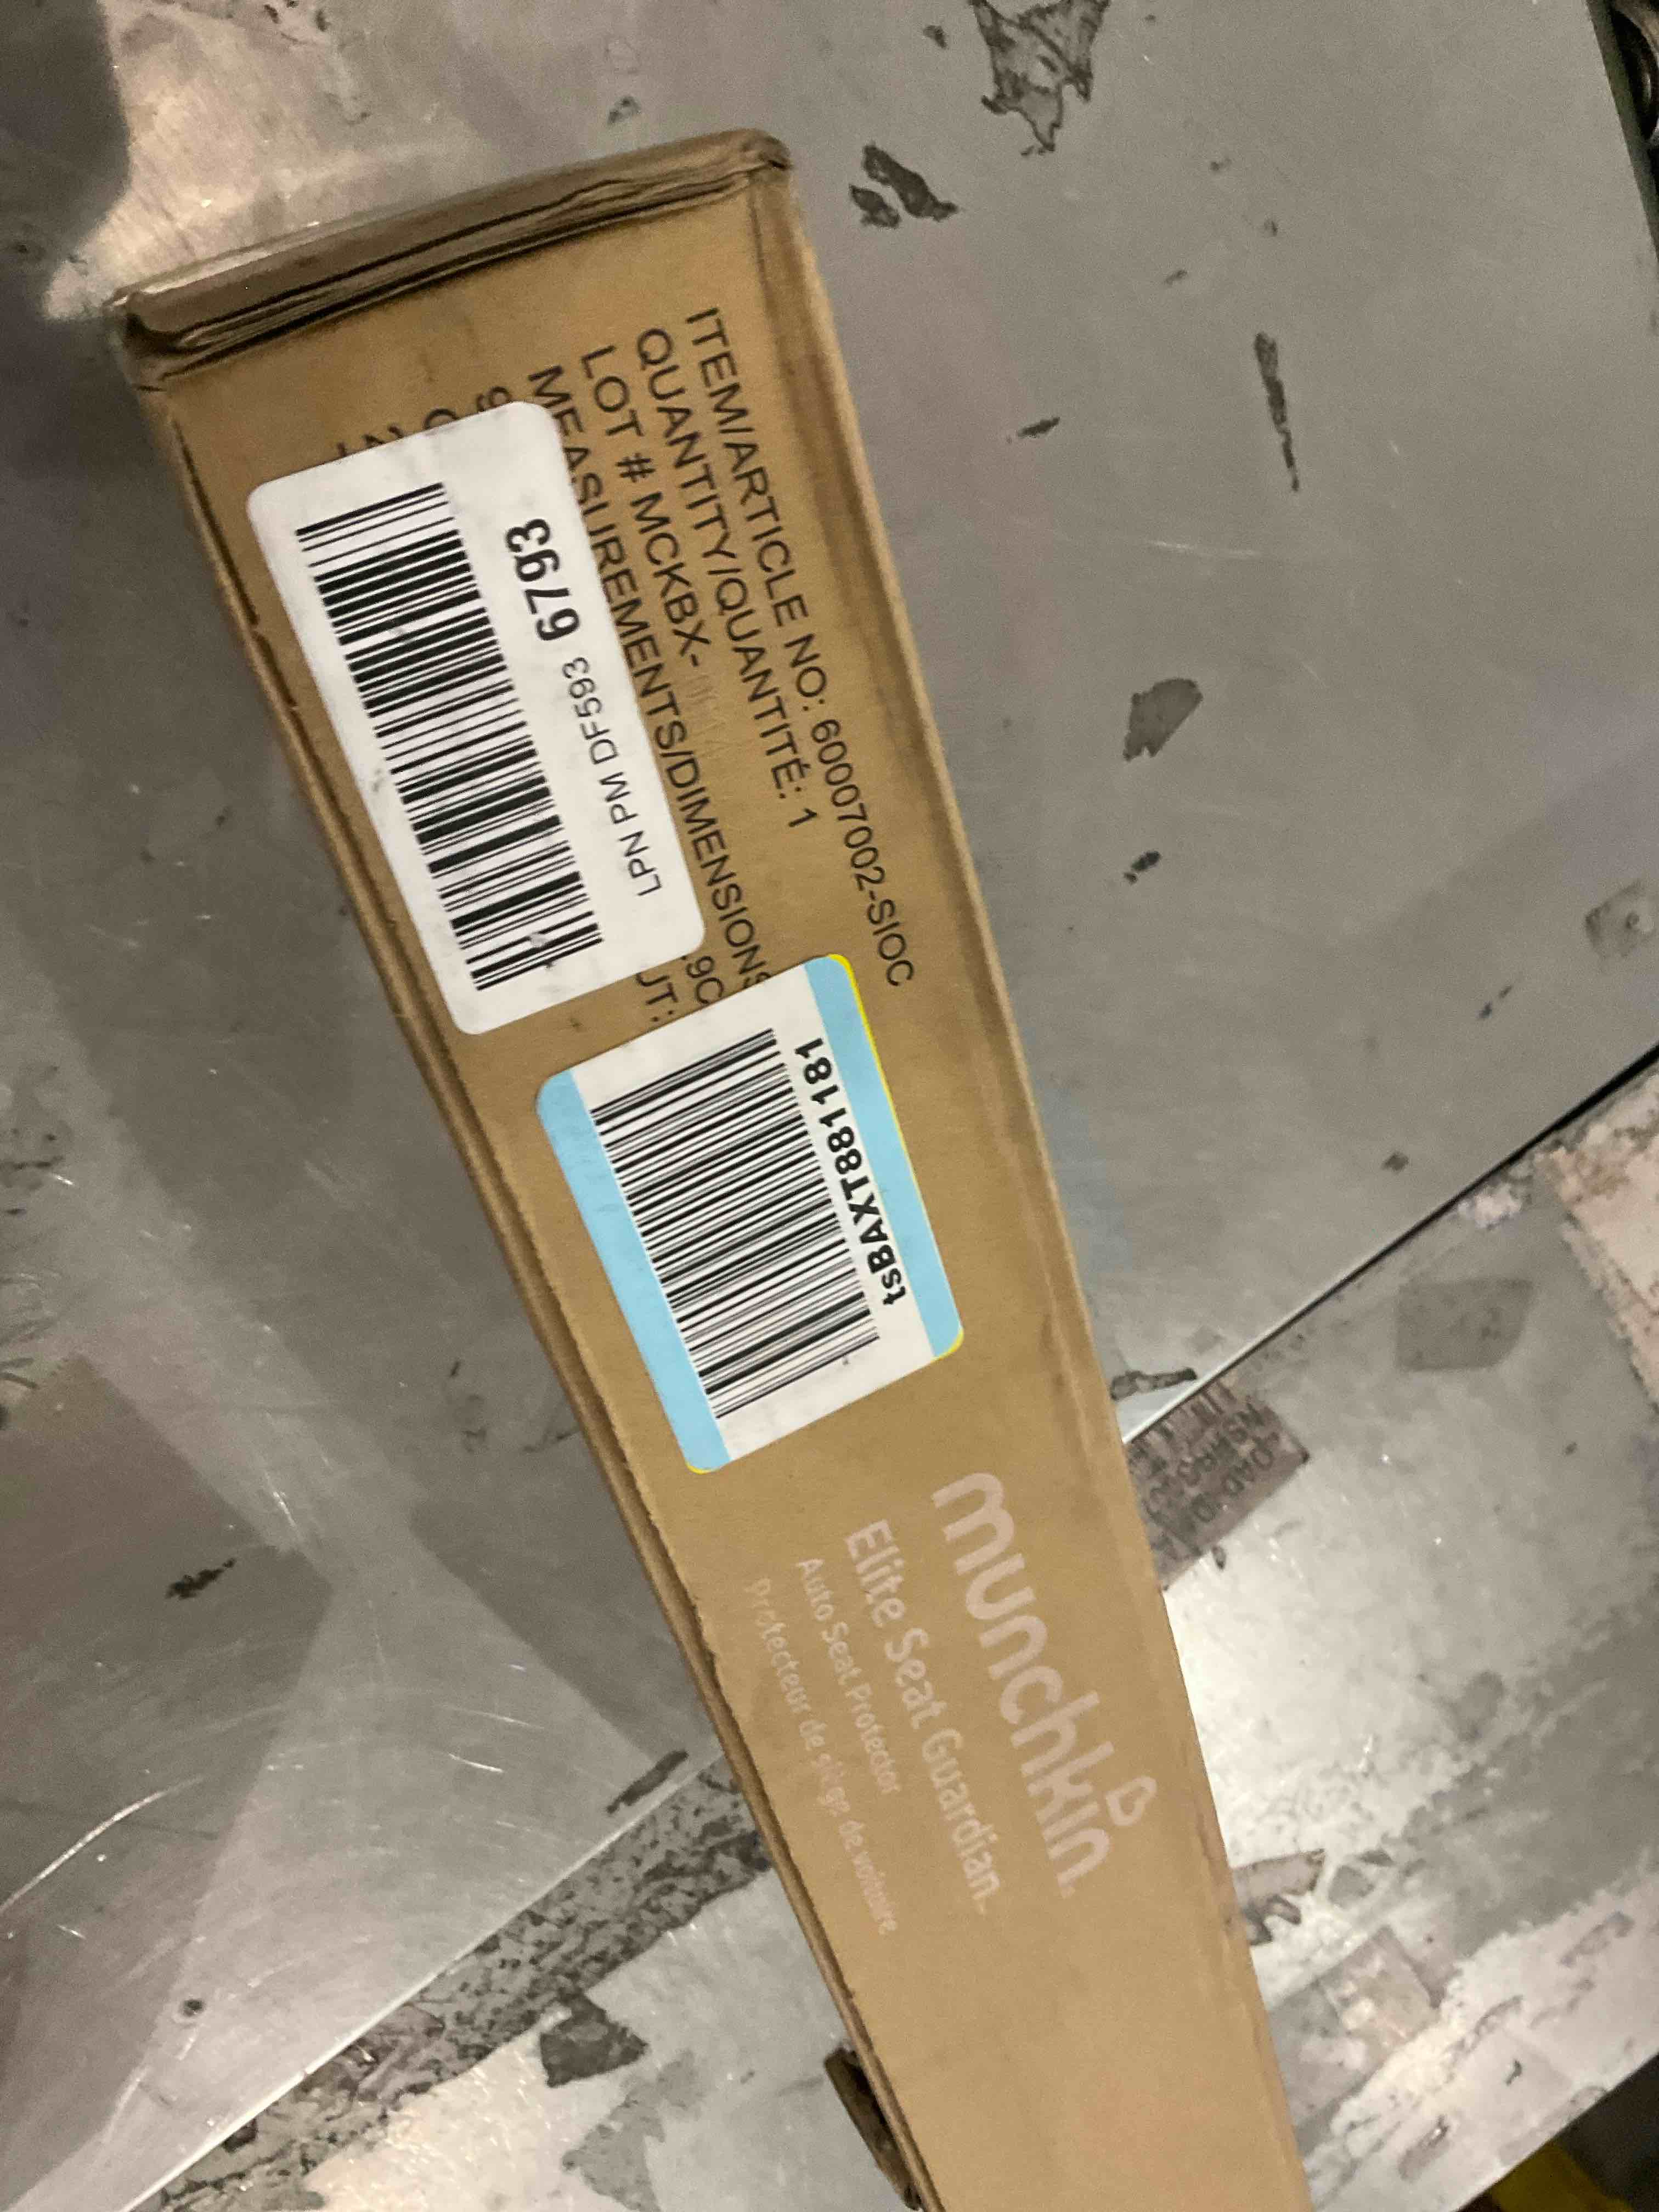 ITEM/ARTICLE NO: 60007002-SIOC
QUANTITY/QUANTITÉ: 1
LOT # MCKBX-
MEASUREMENTS/DIMENSIONS
LPN PM DF593 6793
tsBAXT881181
munchkin
Elite Seat Guardian™
Auto Seat Protector
Protecteur de siège de voiture